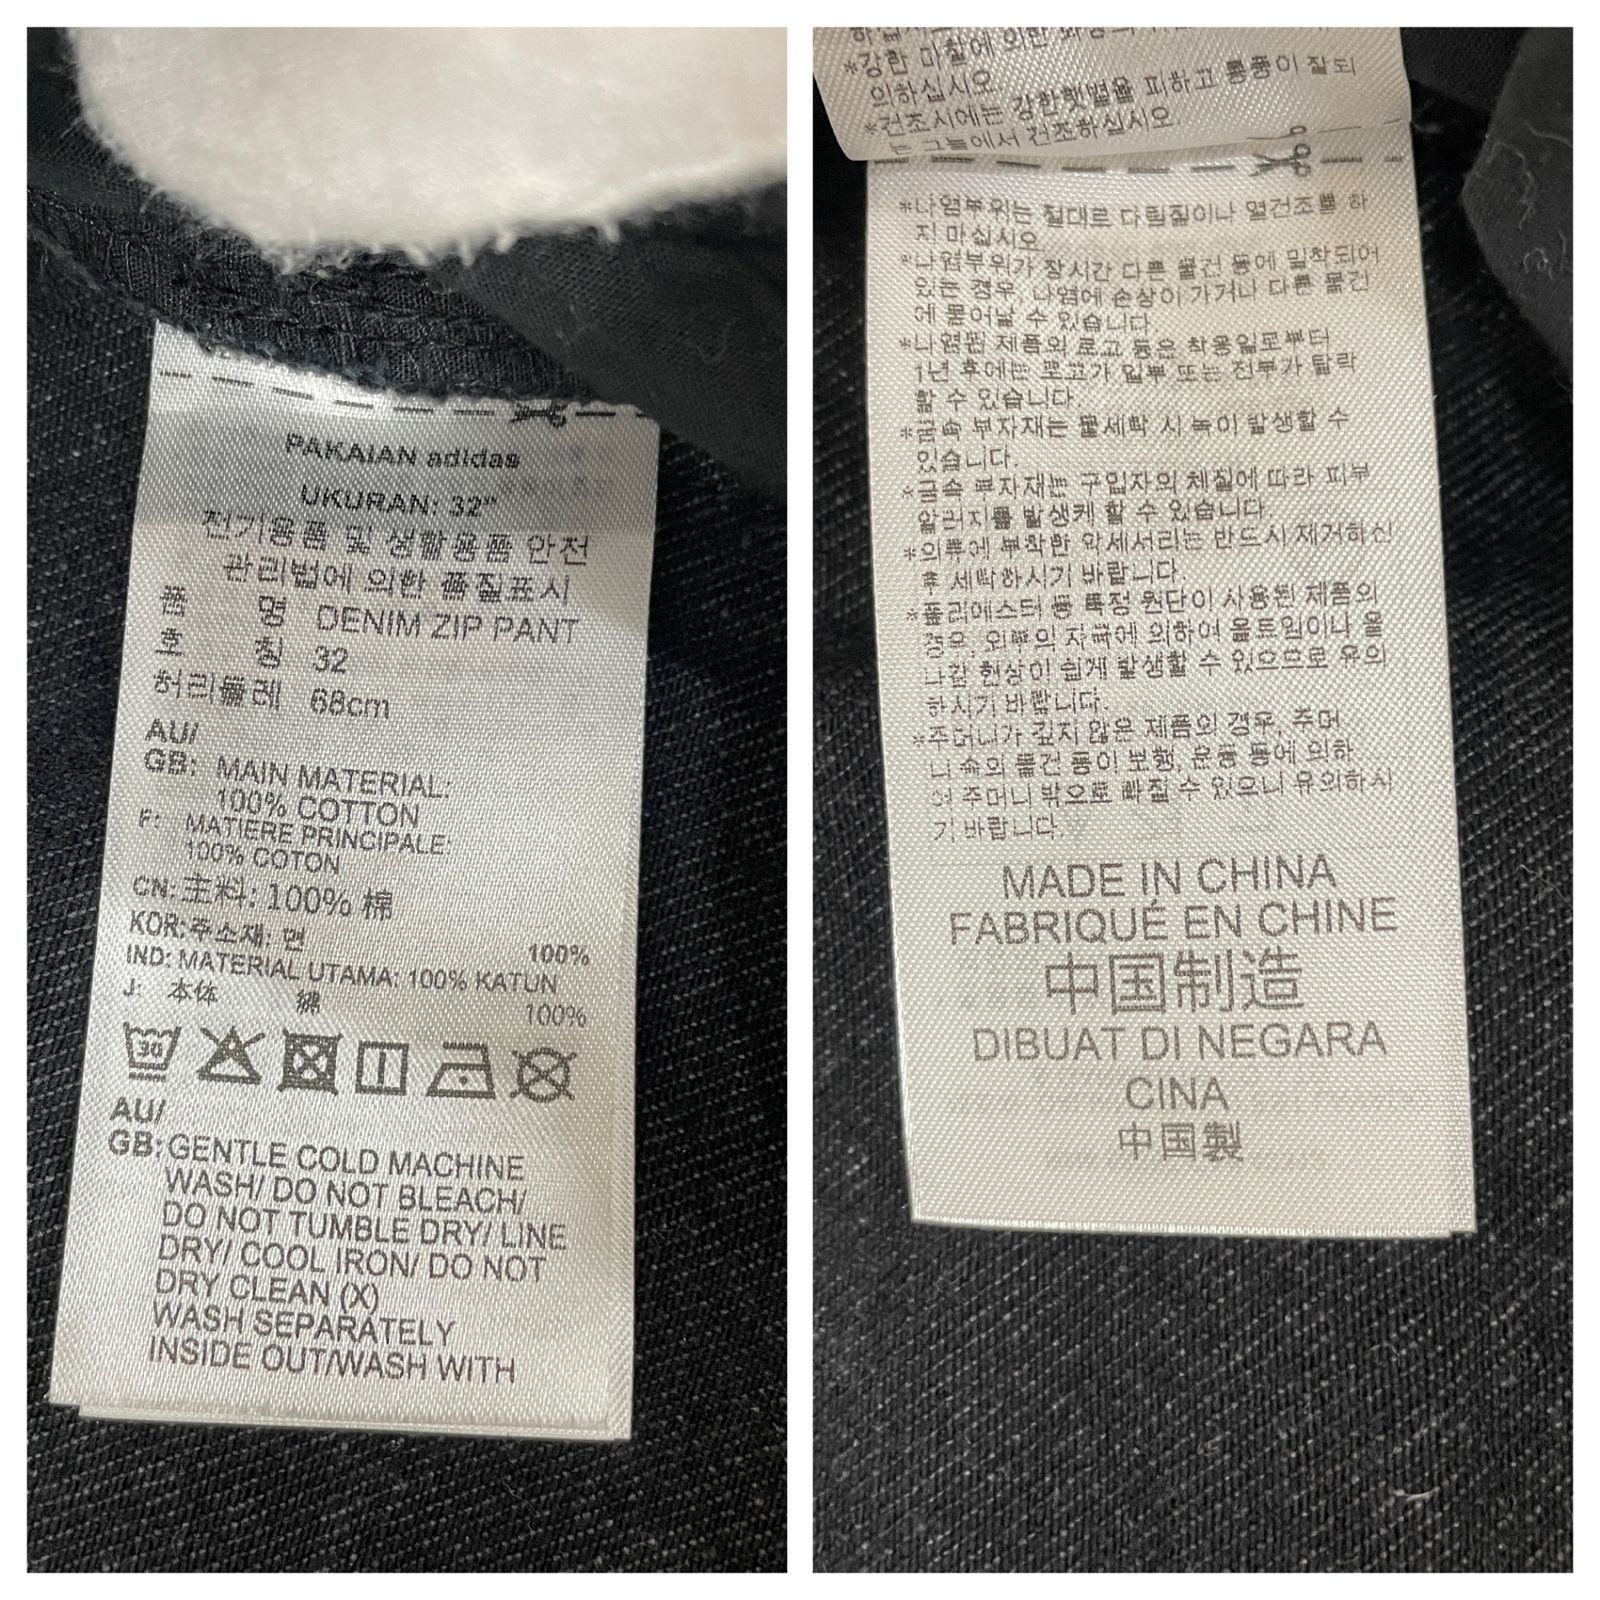 PAKAIAN adidas
UKURAN: 32"
전기용품 및 생활용품 안전
관리법에 의한 품질표시
품 명 DENIM ZIP PANT
호 칭 32
허리둘레 68cm
AU/
GB: MAIN MATERIAL:
100% COTTON
F: MATIERE PRINCIPALE:
100% COTON
CN: 主料: 100% 棉
KOR: 주소재: 면 100%
IND: MATERIAL UTAMA: 100% KATUN
J: 本体 綿 100%
30
AU/
GB: GENTLE COLD MACHINE
WASH/ DO NOT BLEACH/
DO NOT TUMBLE DRY/ LINE
DRY/ COOL IRON/ DO NOT
DRY CLEAN (X)
WASH SEPARATELY
INSIDE OUT/WASH WITH
*강한 마찰에 의한
의하십시오.
*건조시에는 강한햇볕을 피하고 통풍이 잘되
는 그늘에서 건조하십시오
*나염부위는 절대로 다림질이나 열건조를 하
지 마십시오
*나염부위가 장시간 다른 물건 등에 밀착되어
있는 경우, 나염에 손상이 가거나 다른 물건
에 묻어날 수 있습니다
*나염된 제품의 로고 등은 착용일로부터
1년 후에는 로고가 일부 또는 전부가 탈락
할 수 있습니다.
*금속 부자재는 물세탁 시 녹이 발생할 수
있습니다.
*금속 부자재는 구입자의 체질에 따라 피부
알러지를 발생케 할 수 있습니다.
*의류에 부착한 악세서리는 반드시 제거하신
후 세탁하시기 바랍니다.
*폴리에스터 등 특정 원단이 사용된 제품의
경우, 외부의 자극에 의하여 올트임이나 올
나감 현상이 쉽게 발생할 수 있으므로 유의
하시기 바랍니다.
*주머니가 깊지 않은 제품의 경우, 주머
니 속의 물건 등이 보행, 운동 등에 의하
여 주머니 밖으로 빠질 수 있으니 유의하시
기 바랍니다.
MADE IN CHINA
FABRIQUÉ EN CHINE
中国制造
DIBUAT DI NEGARA
CINA
中国製